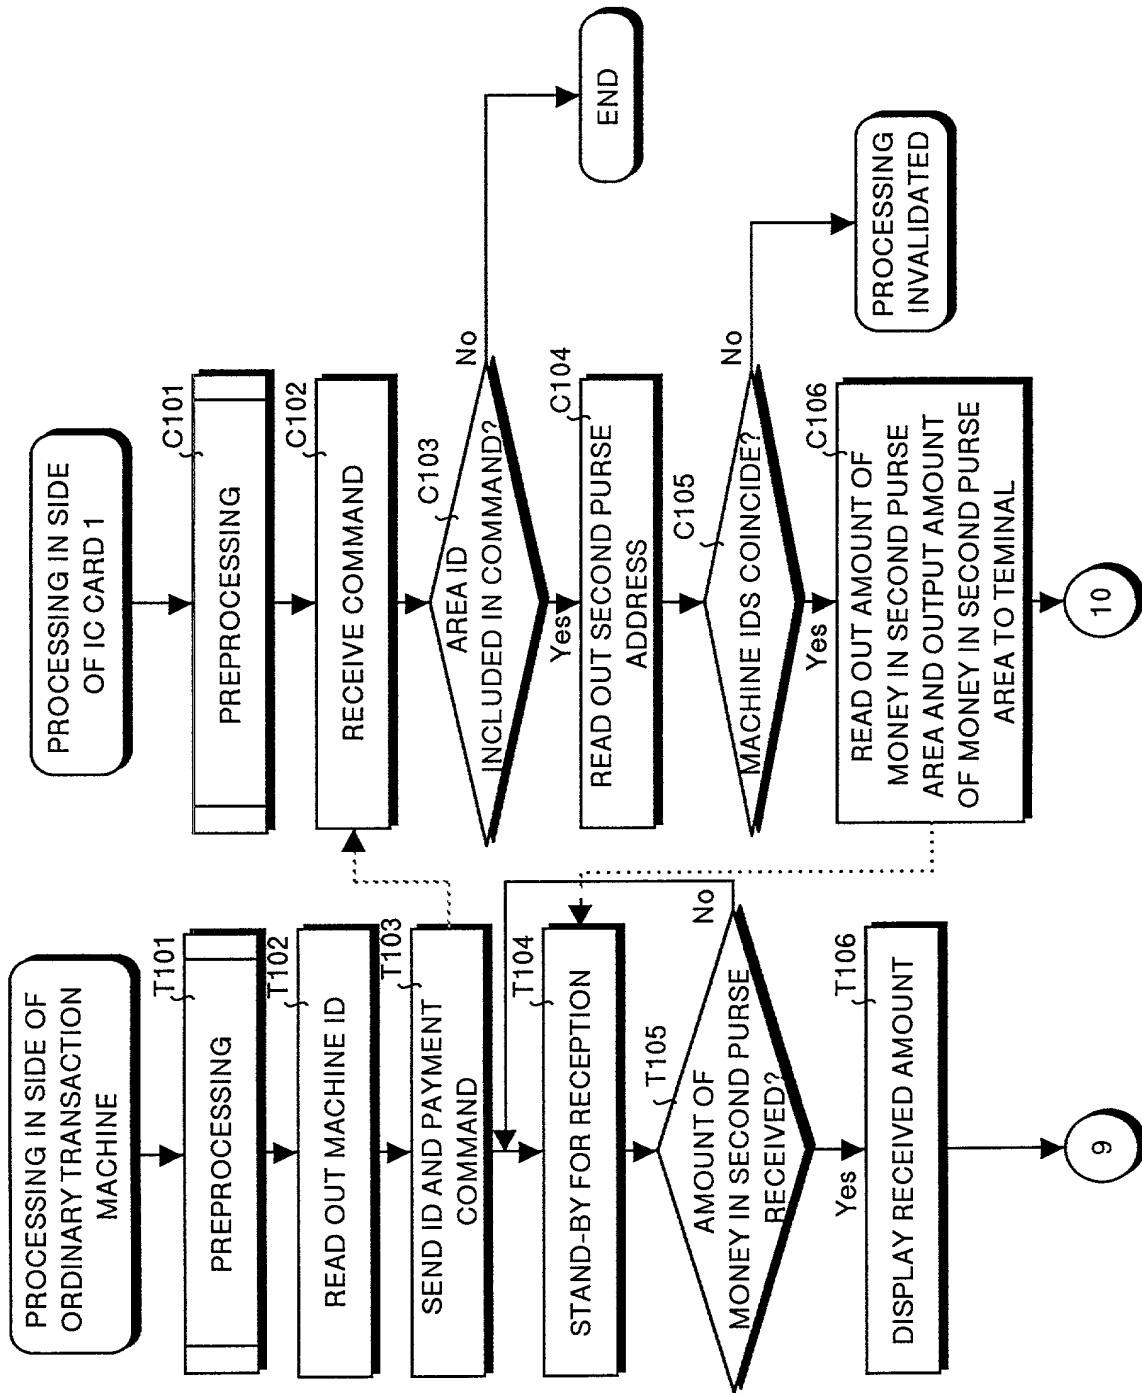 PROCESSING IN SIDE OF
ORDINARY TRANSACTION
MACHINE
T101
PREPROCESSING
T102
READ OUT MACHINE ID
T103
SEND ID AND PAYMENT
COMMAND
T104
STAND-BY FOR RECEPTION
T105
AMOUNT OF
MONEY IN SECOND PURSE
RECEIVED?
No
Yes
T106
DISPLAY RECEIVED AMOUNT
9
PROCESSING IN SIDE
OF IC CARD 1
C101
PREPROCESSING
C102
RECEIVE COMMAND
C103
AREA ID
INCLUDED IN COMMAND?
No
END
Yes
C104
READ OUT SECOND PURSE
ADDRESS
C105
MACHINE IDS COINCIDE?
No
PROCESSING
INVALIDATED
Yes
C106
READ OUT AMOUNT OF
MONEY IN SECOND PURSE
AREA AND OUTPUT AMOUNT
OF MONEY IN SECOND PURSE
AREA TO TEMINAL
10